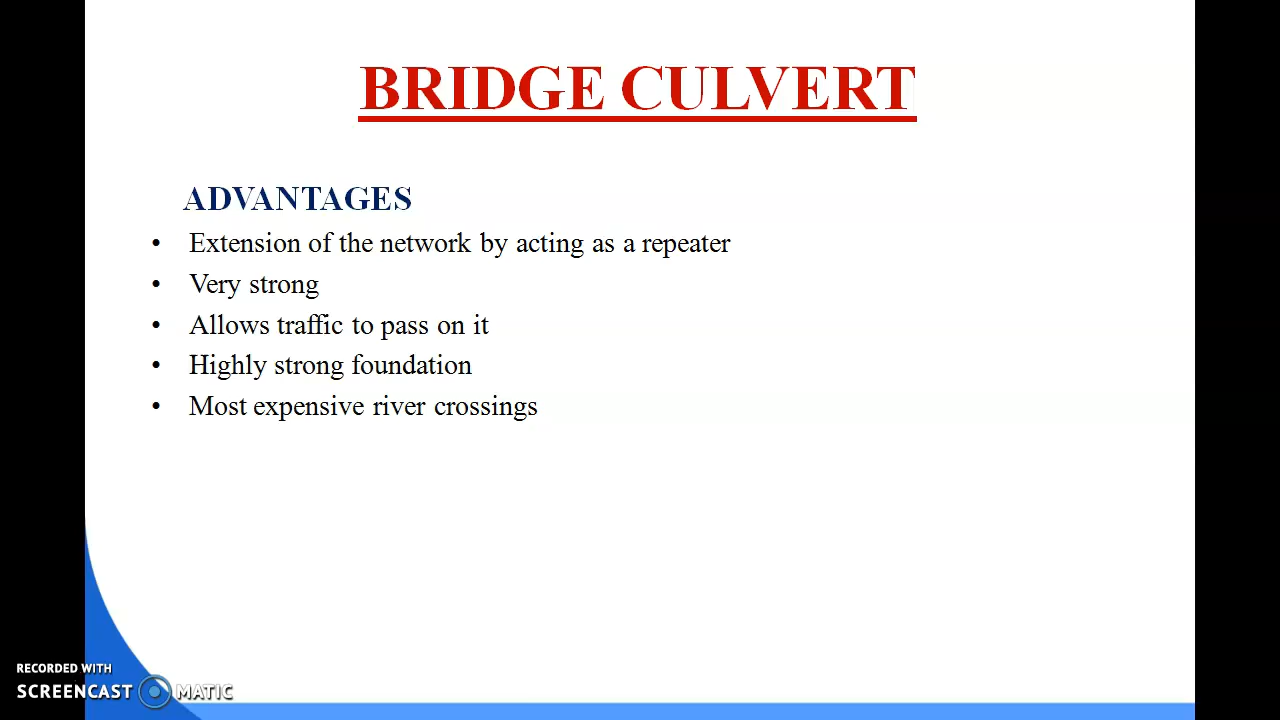 BRIDGE CULVERT
ADVANTAGES
• Extension of the network by acting as a repeater
• Very strong
• Allows traffic to pass on it
• Highly strong foundation
• Most expensive river crossings
RECORDED WITH
SCREENCAST MATIC